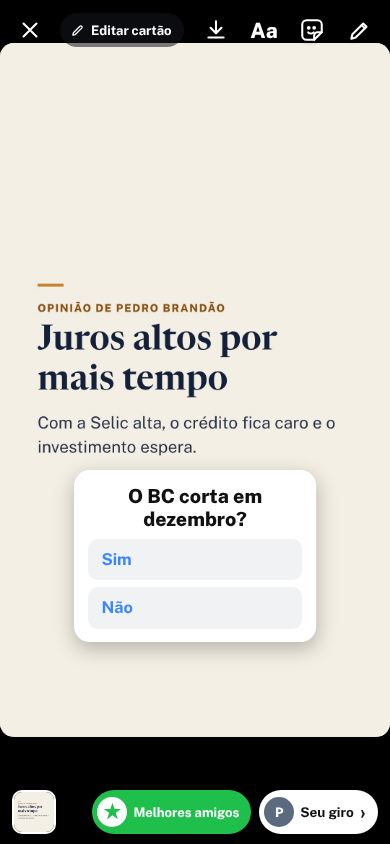 Editar cartão
Aa
OPINIÃO DE PEDRO BRANDÃO
Juros altos por
mais tempo
Com a Selic alta, o crédito fica caro e o
investimento espera.
O BC corta em
dezembro?
Sim
Não
Melhores amigos
P
Seu giro ›